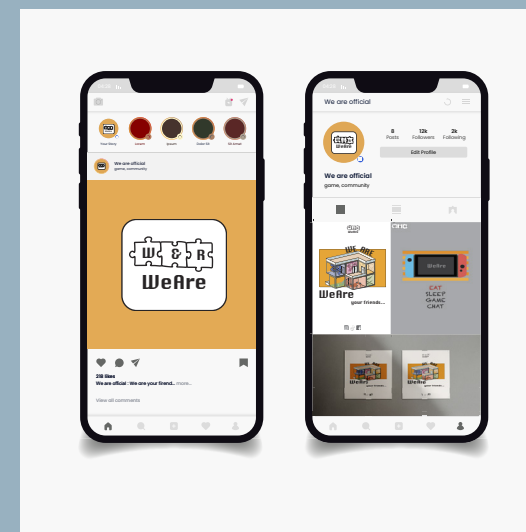 Your Story
Lorem
Ipsum
Dolor Sit
Sit Amet
We are official
game, community
W & R
WeAre
218 likes
We are official : We are your firend... more...
View all comments
We are official
8
Posts
12k
Followers
2k
Following
Edit Profile
We are official
game, community
WE ARE
WeAre
your friends...
WeAre
EAT
SLEEP
GAME
CHAT